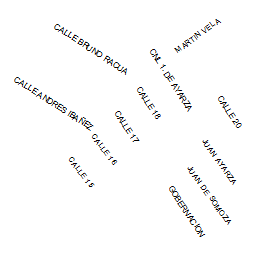 MARTIN VELA
CALLE BRUNO RACUA
CNL 1. DE AYARZA
CALLE ANDRES IBAÑEZ
CALLE 18
CALLE 20
CALLE 17
CALLE 16
JUAN AYARZA
CALLE 15
JUAN DE SOMOZA
GOBERNACION